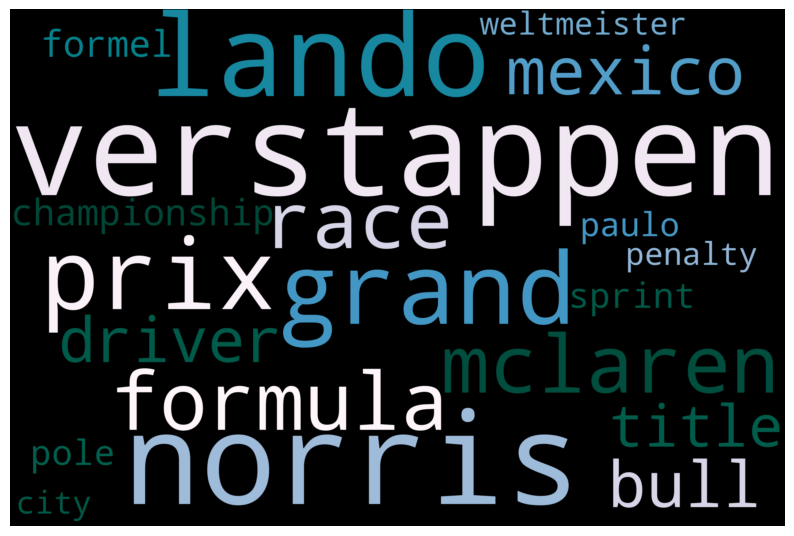 weltmeister
formel lando mexico
verstappen
championship race paulo
penalty
prix grand sprint
driver mclaren
formula title
norris bull
pole
city